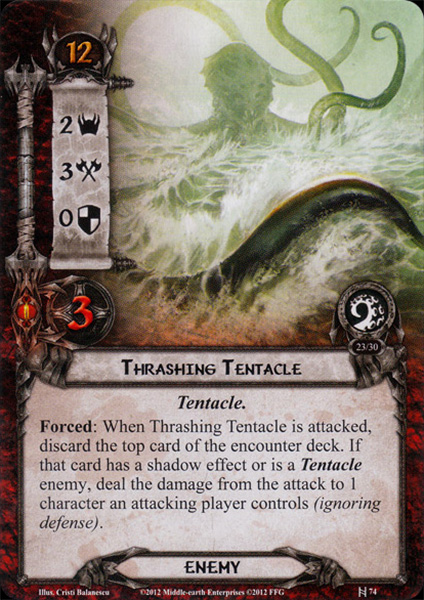 12
2
3
0
3
23/30
Thrashing Tentacle
Tentacle.
Forced: When Thrashing Tentacle is attacked,
discard the top card of the encounter deck. If
that card has a shadow effect or is a Tentacle
enemy, deal the damage from the attack to 1
character an attacking player controls (ignoring
defense).
ENEMY
Illus. Cristi Balanescu ©2012 Middle-earth Enterprises ©2012 FFG 74